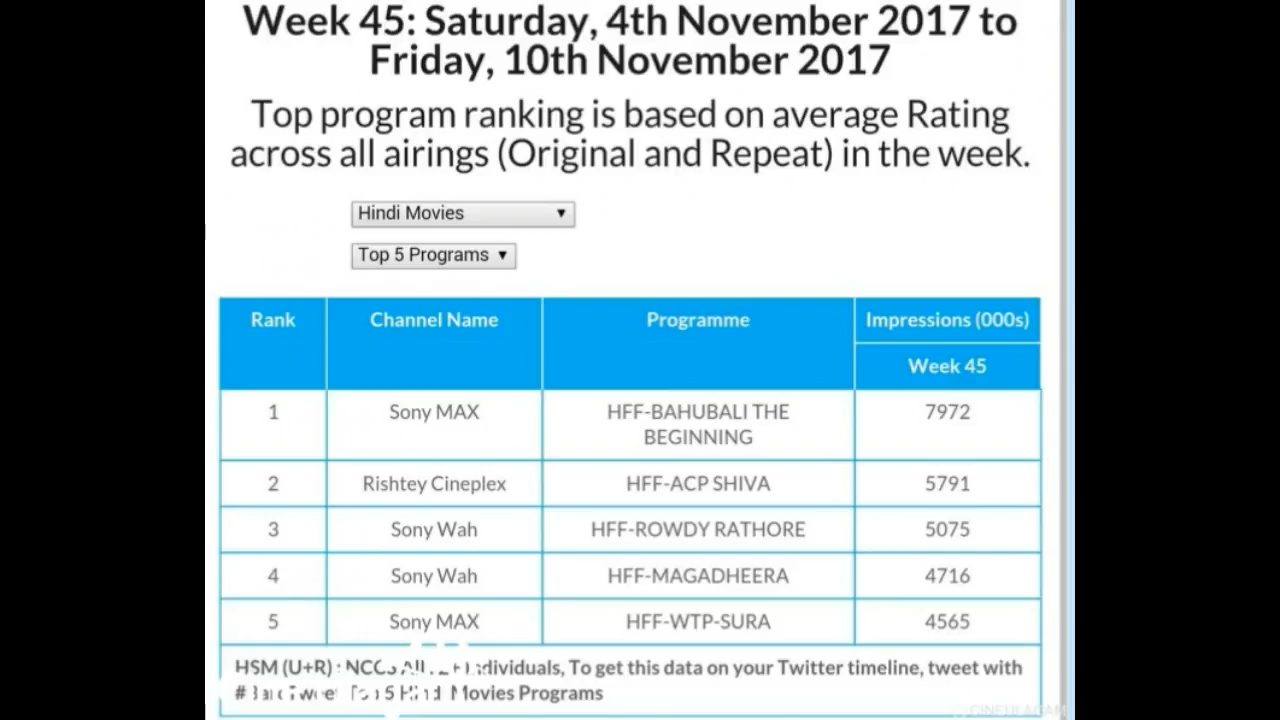 Week 45: Saturday, 4th November 2017 to
Friday, 10th November 2017
Top program ranking is based on average Rating
across all airings (Original and Repeat) in the week.
Hindi Movies
Top 5 Programs
Rank Channel Name Programme Impressions (000s)
Week 45
1 Sony MAX HFF-BAHUBALI THE 7972
BEGINNING
2 Rishtey Cineplex HFF-ACP SHIVA 5791
3 Sony Wah HFF-ROWDY RATHORE 5075
4 Sony Wah HFF-MAGADHEERA 4716
5 Sony MAX HFF-WTP-SURA 4565
HSM (U+R) : Individuals, To get this data on your Twitter timeline, tweet with
5 Movies Programs